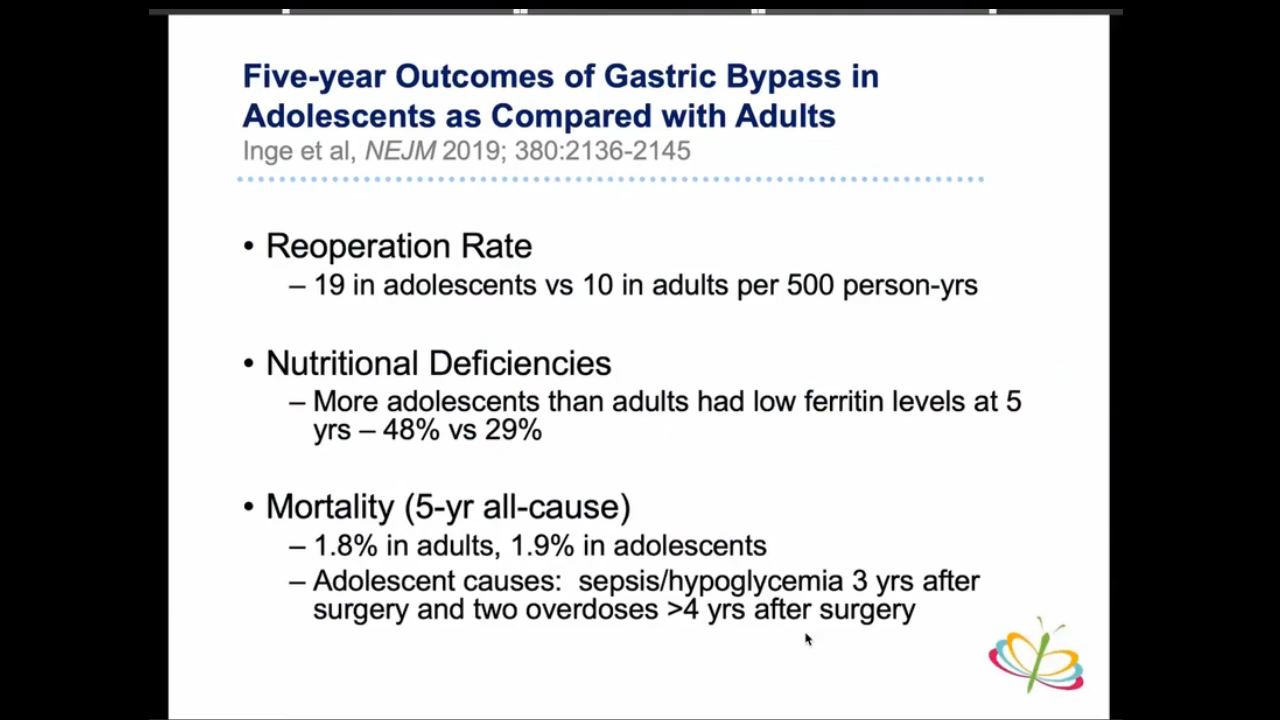 Five-year Outcomes of Gastric Bypass in
Adolescents as Compared with Adults
Inge et al, NEJM 2019; 380:2136-2145
• Reoperation Rate
– 19 in adolescents vs 10 in adults per 500 person-yrs
• Nutritional Deficiencies
– More adolescents than adults had low ferritin levels at 5
yrs – 48% vs 29%
• Mortality (5-yr all-cause)
– 1.8% in adults, 1.9% in adolescents
– Adolescent causes:  sepsis/hypoglycemia 3 yrs after
surgery and two overdoses >4 yrs after surgery